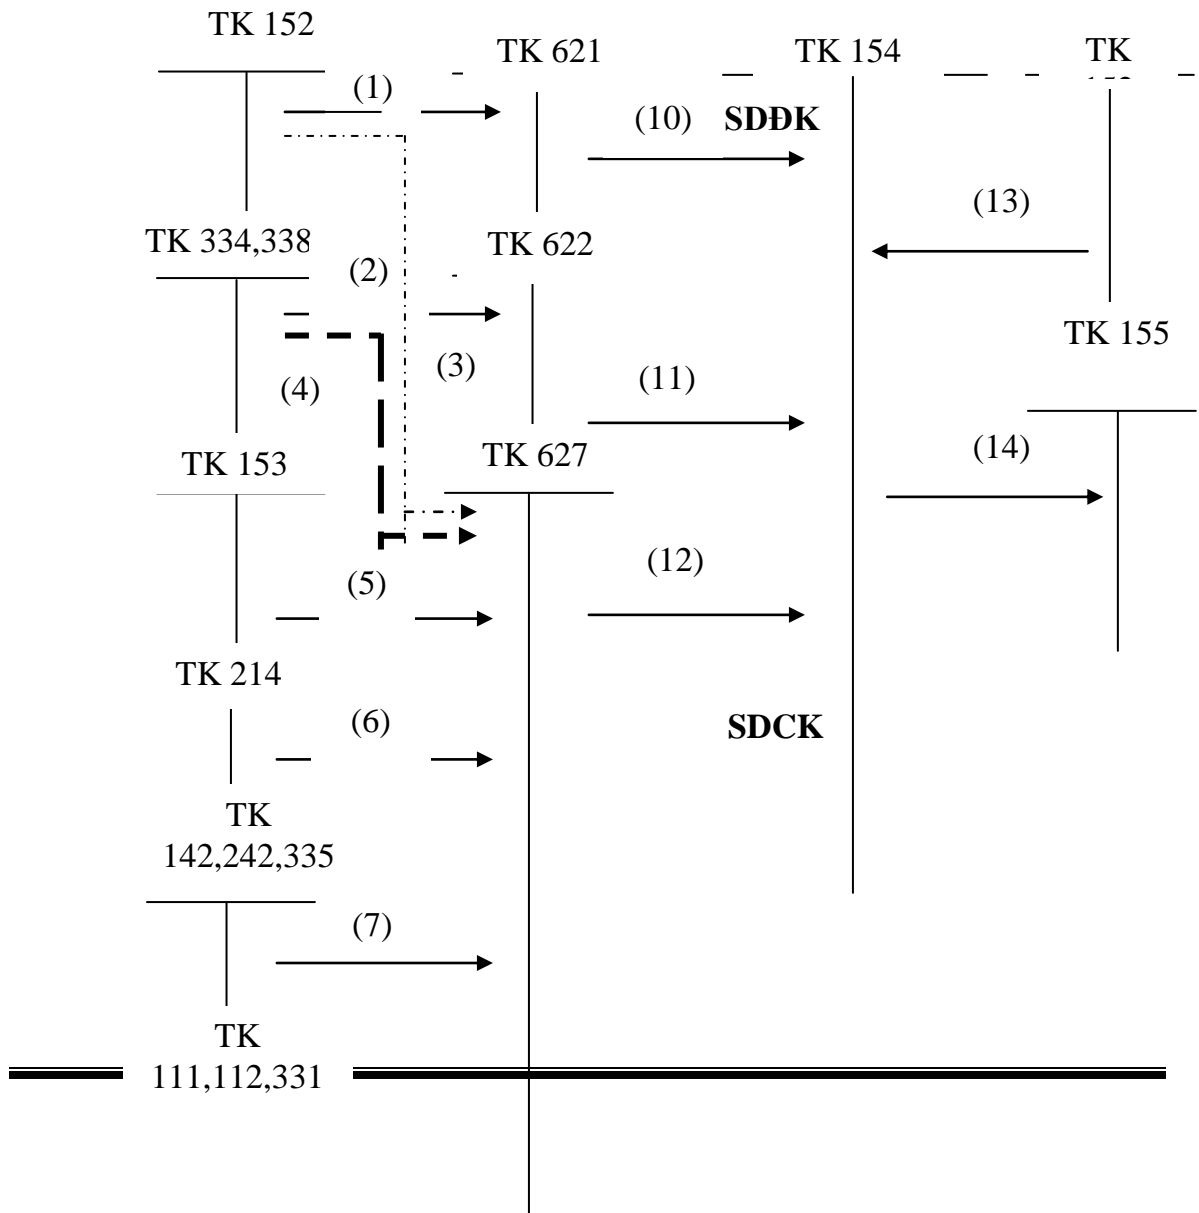 TK 152
TK 621
TK 154
TK
(1)
(10)
SDĐK
(13)
TK 334,338
TK 622
(2)
TK 155
(3)
(4)
(11)
TK 153
TK 627
(14)
(5)
(12)
TK 214
(6)
SDCK
TK
142,242,335
(7)
TK
111,112,331